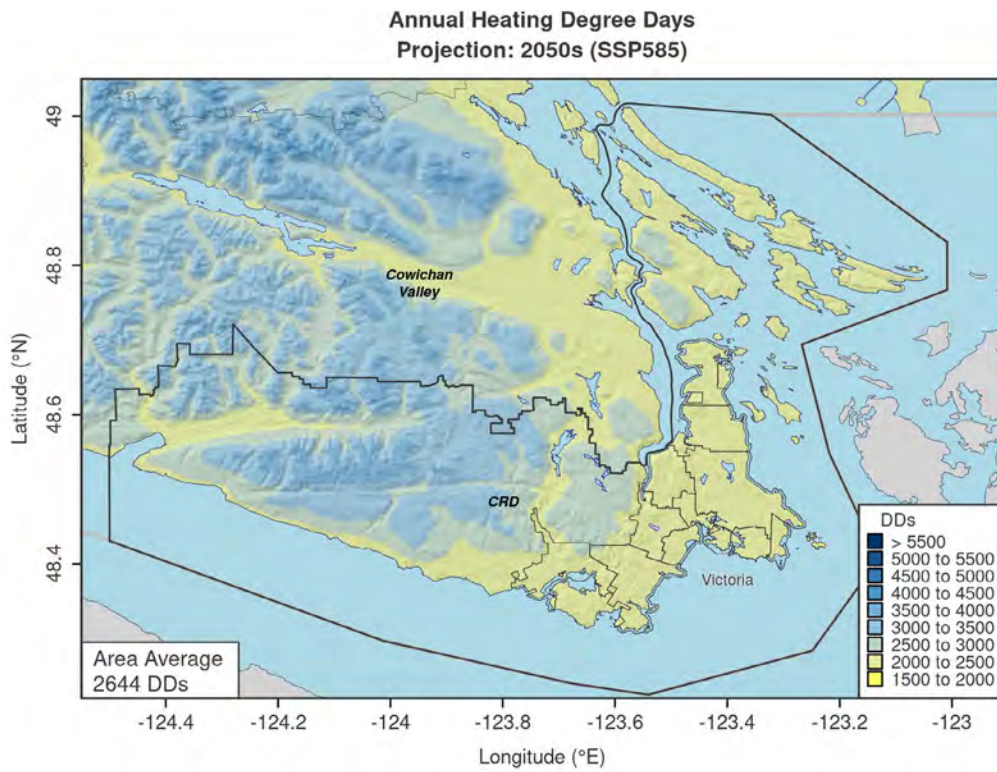 Annual Heating Degree Days
Projection: 2050s (SSP585)
49
48.8
48.6
48.4
Latitude (°N)
Cowichan
Valley
CRD
Victoria
DDs
> 5500
5000 to 5500
4500 to 5000
4000 to 4500
3500 to 4000
3000 to 3500
2500 to 3000
2000 to 2500
1500 to 2000
Area Average
2644 DDs
-124.4
-124.2
-124
-123.8
-123.6
-123.4
-123.2
-123
Longitude (°E)